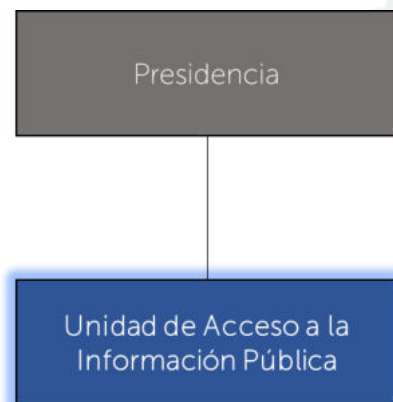 Presidencia
Unidad de Acceso a la
Información Pública